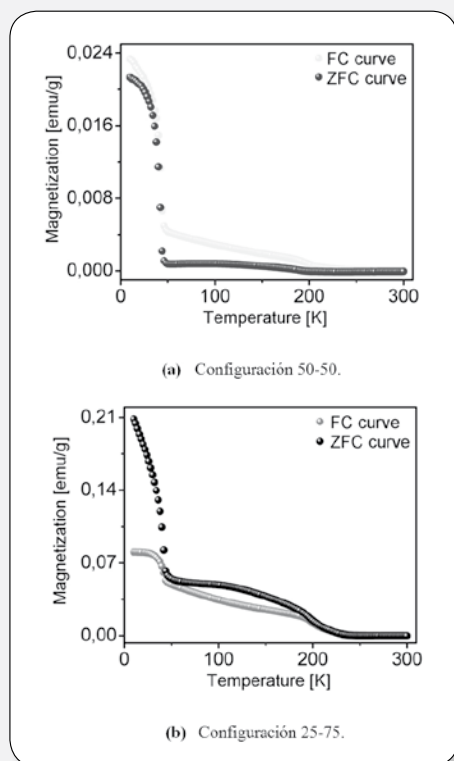 0,024
FC curve
ZFC curve
0,016
0,008
0,000
Magnetization [emu/g]
0 100 200 300
Temperature [K]
(a) Configuración 50-50.
0,21
FC curve
ZFC curve
0,14
0,07
0,00
Magnetization [emu/g]
0 100 200 300
Temperature [K]
(b) Configuración 25-75.